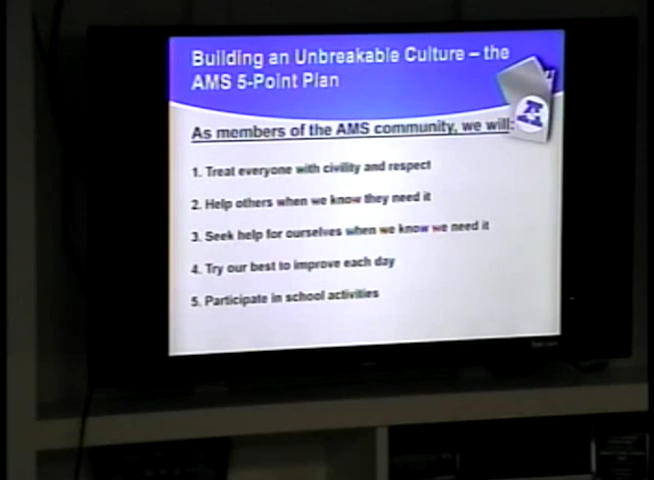 Building an Unbreakable Culture – the
AMS 5-Point Plan
As members of the AMS community, we will:
1. Treat everyone with civility and respect
2. Help others when we know they need it
3. Seek help for ourselves when we know we need it
4. Try our best to improve each day
5. Participate in school activities